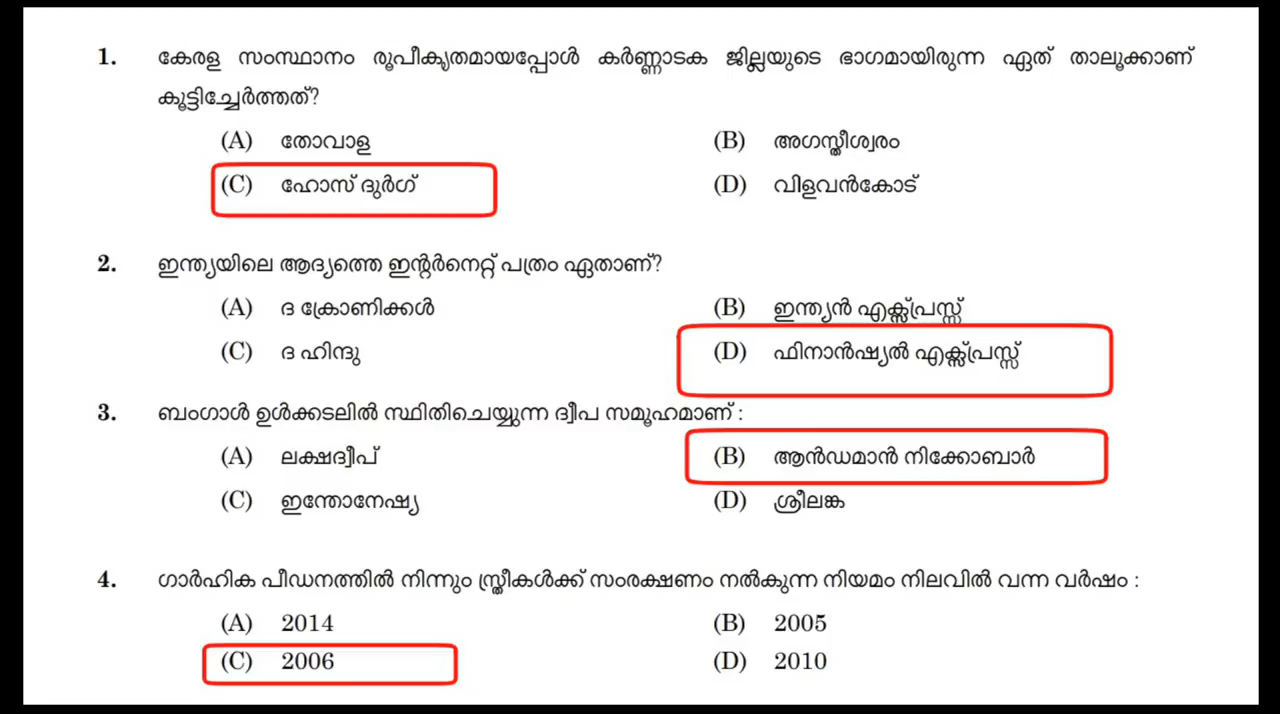 1. കേരള സംസ്ഥാനം രൂപീകൃതമായപ്പോൾ കർണ്ണാടക ജില്ലയുടെ ഭാഗമായിരുന്ന ഏത് താലൂക്കാണ്
കൂട്ടിച്ചേർത്തത്?
(A) തോവാള (B) അഗസ്തീശ്വരം
(C) ഹോസ് ദുർഗ് (D) വിളവൻകോട്
2. ഇന്ത്യയിലെ ആദ്യത്തെ ഇന്റർനെറ്റ് പത്രം ഏതാണ്?
(A) ദ ക്രോണിക്കൾ (B) ഇന്ത്യൻ എക്സ്പ്രസ്സ്
(C) ദ ഹിന്ദു (D) ഫിനാൻഷ്യൽ എക്സ്പ്രസ്സ്
3. ബംഗാൾ ഉൾക്കടലിൽ സ്ഥിതിചെയ്യുന്ന ദ്വീപ സമൂഹമാണ് :
(A) ലക്ഷദ്വീപ് (B) ആൻഡമാൻ നിക്കോബാർ
(C) ഇന്തോനേഷ്യ (D) ശ്രീലങ്ക
4. ഗാർഹിക പീഡനത്തിൽ നിന്നും സ്ത്രീകൾക്ക് സംരക്ഷണം നൽകുന്ന നിയമം നിലവിൽ വന്ന വർഷം :
(A) 2014 (B) 2005
(C) 2006 (D) 2010